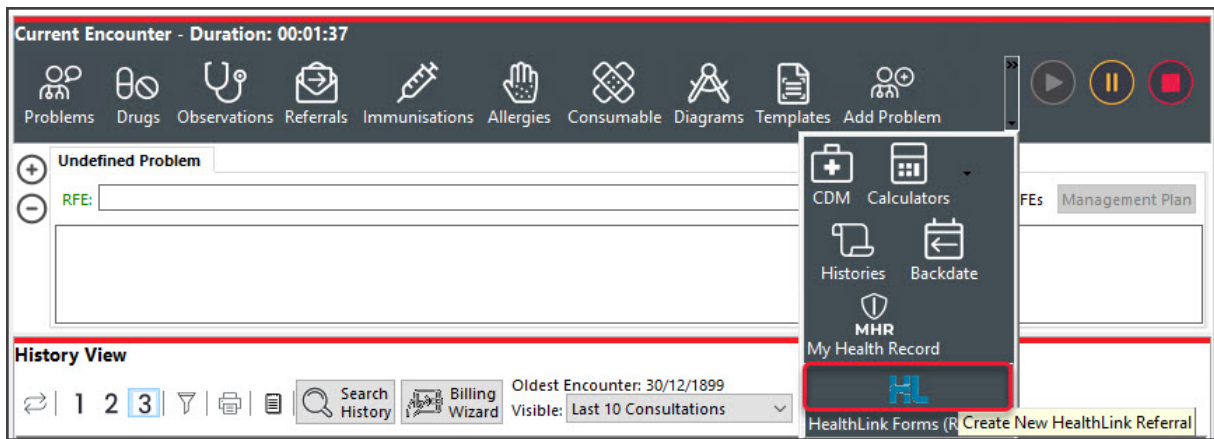 Current Encounter - Duration: 00:01:37
Problems Drugs Observations Referrals Immunisations Allergies Consumable Diagrams Templates Add Problem
Undefined Problem
RFE:
FEs Management Plan
CDM Calculators
Histories Backdate
MHR
My Health Record
HL
HealthLink Forms (R
Create New HealthLink Referral
History View
1 2 3
Search History
Billing Wizard
Oldest Encounter: 30/12/1899
Visible: Last 10 Consultations